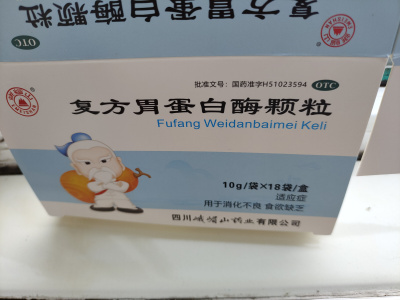 复方胃蛋白酶颗粒
OTC
批准文号：国药准字H51023594
OTC
复方胃蛋白酶颗粒
Fufang Weidanbaimei Keli
10g/袋×18袋/盒
适应症
用于消化不良 食欲缺乏
四川峨嵋山药业有限公司